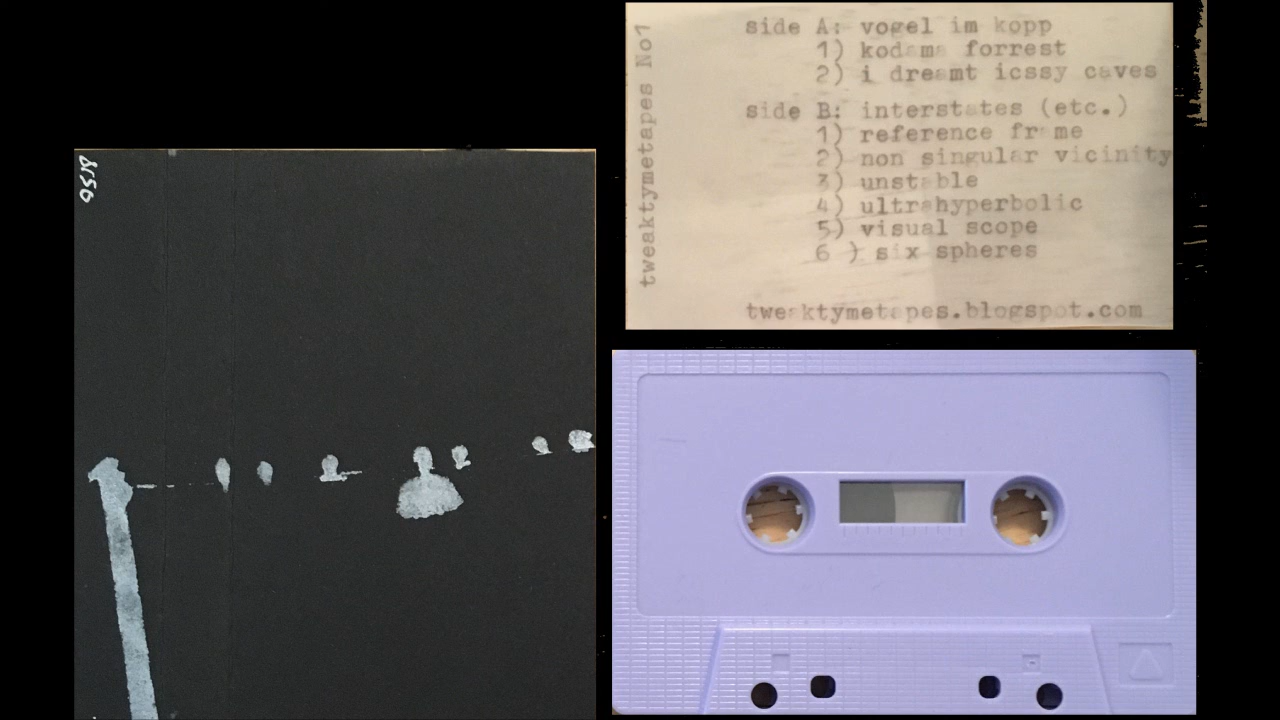 side A: vogel im kopp
1) kodama forrest
2) i dreamt icssy caves
side B: interstates (etc.)
1) reference frame
2) non singular vicinity
3) unstable
4) ultrahyperbolic
5) visual scope
6 ) six spheres
tweaktymetapes.blogspot.com
tweaktymetapes No1